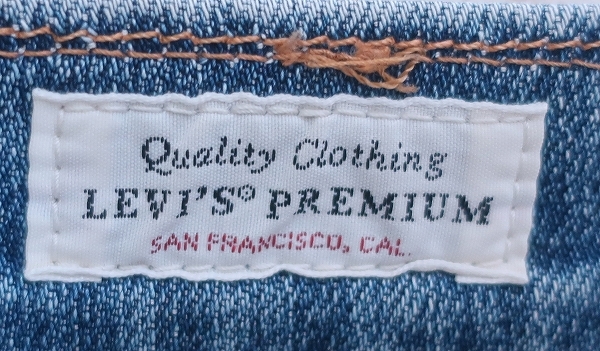 Quality Clothing
LEVI'S® PREMIUM
SAN FRANCISCO, CAL.